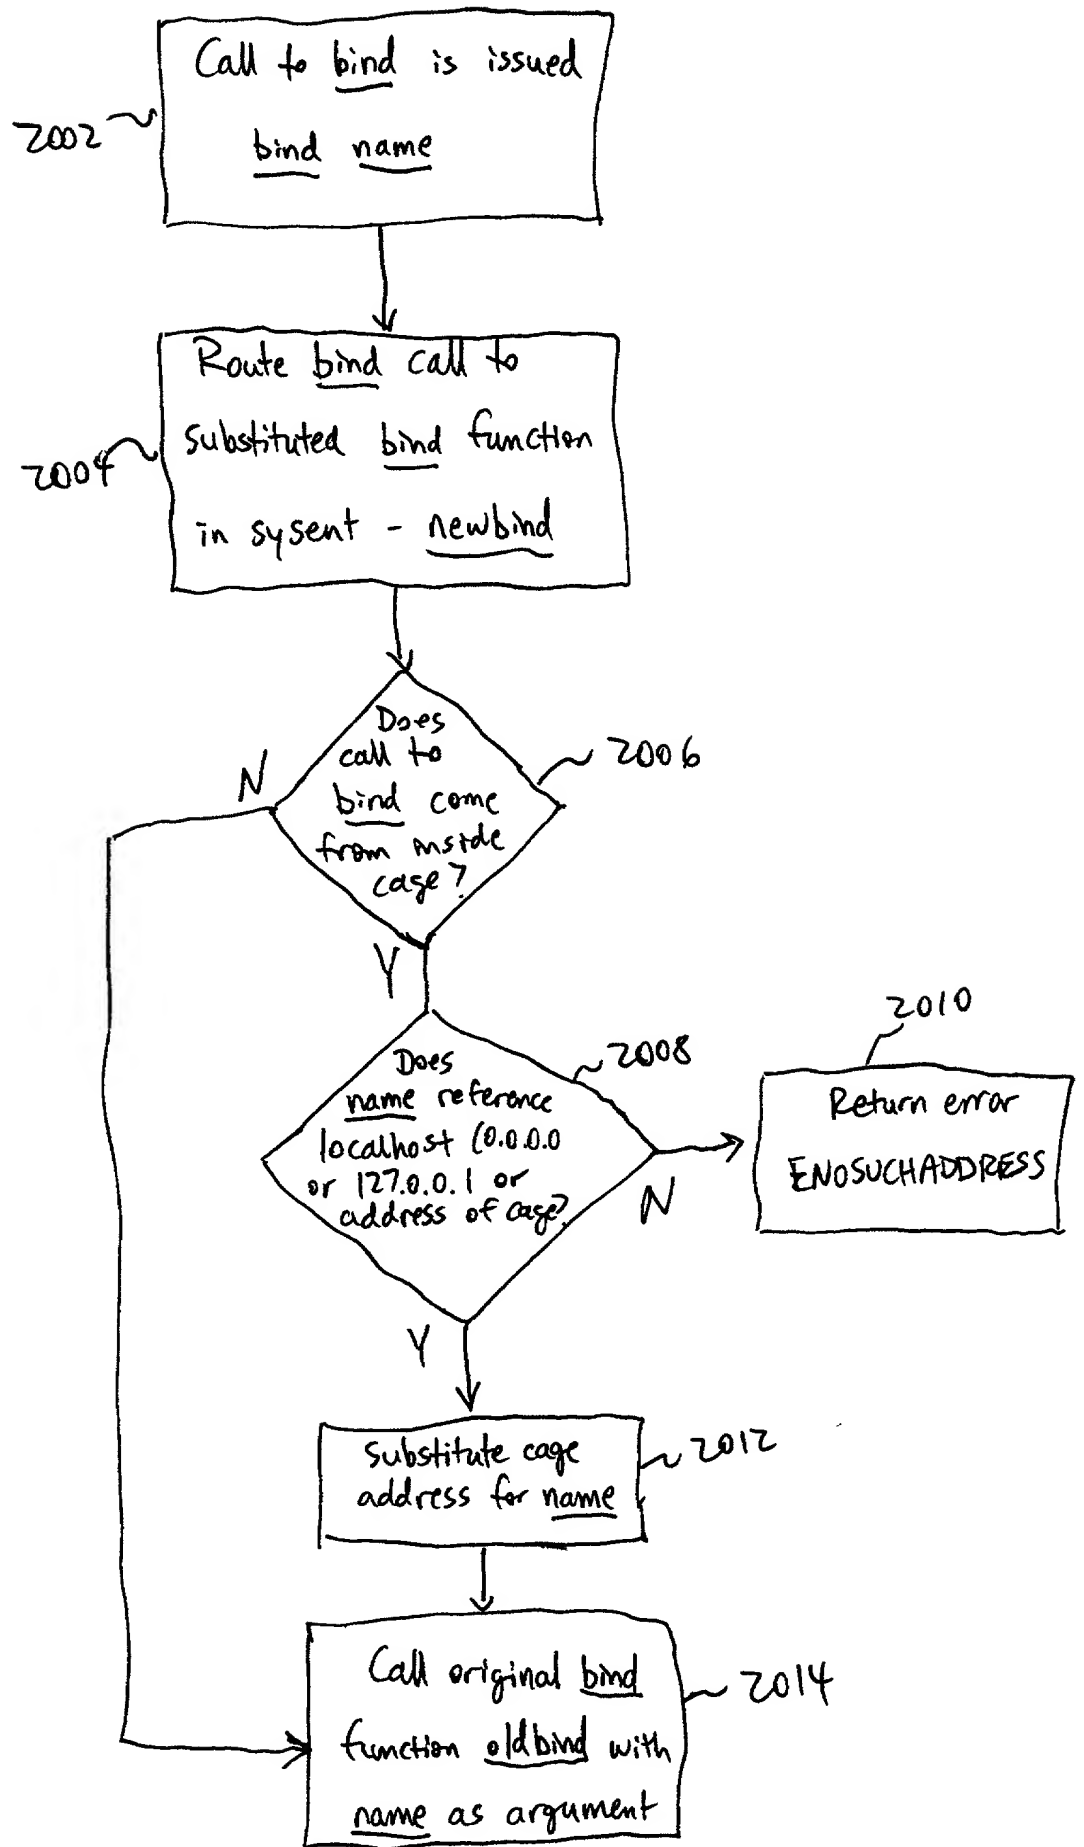 Call to bind is issued
2002
bind name
Route bind call to
substituted bind function
2004
in sysent - newbind
Does
call to
2006
N
bind come
from inside
cage?
Y
2010
Does
2008
name reference
localhost (0.0.0.0
or 127.0.0.1 or
address of cage?
N
Return error
ENOSUCHADDRESS
Y
Substitute cage
address for name
2012
Call original bind
2014
function oldbind with
name as argument